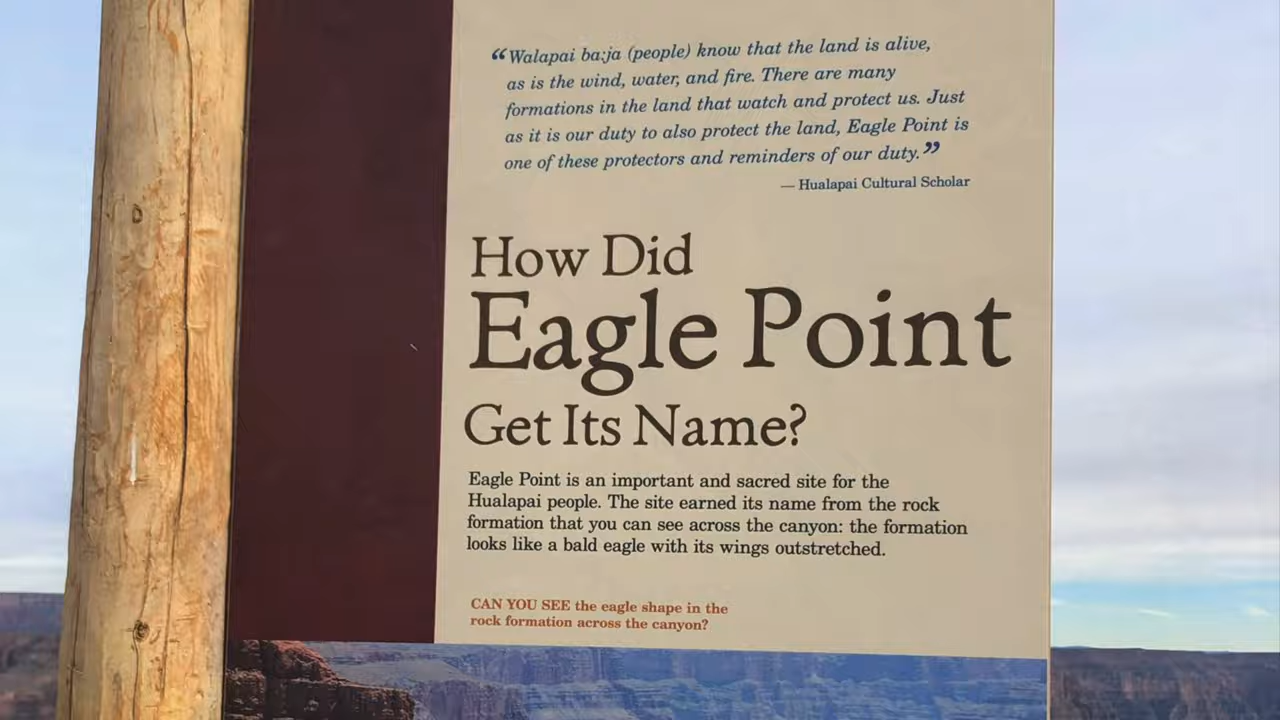 “Walapai ba:ja (people) know that the land is alive,
as is the wind, water, and fire. There are many
formations in the land that watch and protect us. Just
as it is our duty to also protect the land, Eagle Point is
one of these protectors and reminders of our duty.”
— Hualapai Cultural Scholar
How Did
Eagle Point
Get Its Name?
Eagle Point is an important and sacred site for the
Hualapai people. The site earned its name from the rock
formation that you can see across the canyon: the formation
looks like a bald eagle with its wings outstretched.
CAN YOU SEE the eagle shape in the
rock formation across the canyon?